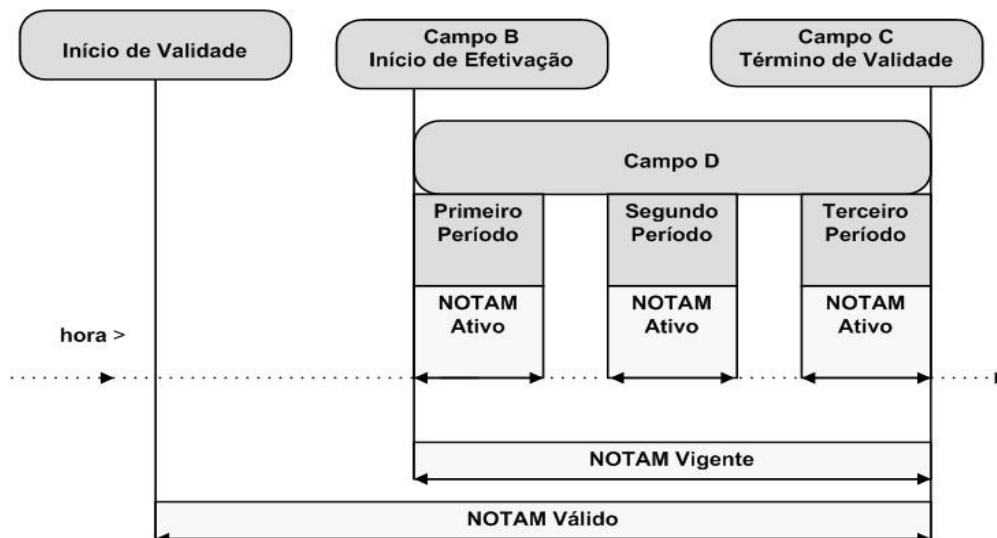 Início de Validade
Campo B
Início de Efetivação
Campo C
Término de Validade
Campo D
Primeiro
Período
Segundo
Período
Terceiro
Período
NOTAM
Ativo
NOTAM
Ativo
NOTAM
Ativo
hora >
NOTAM Vigente
NOTAM Válido